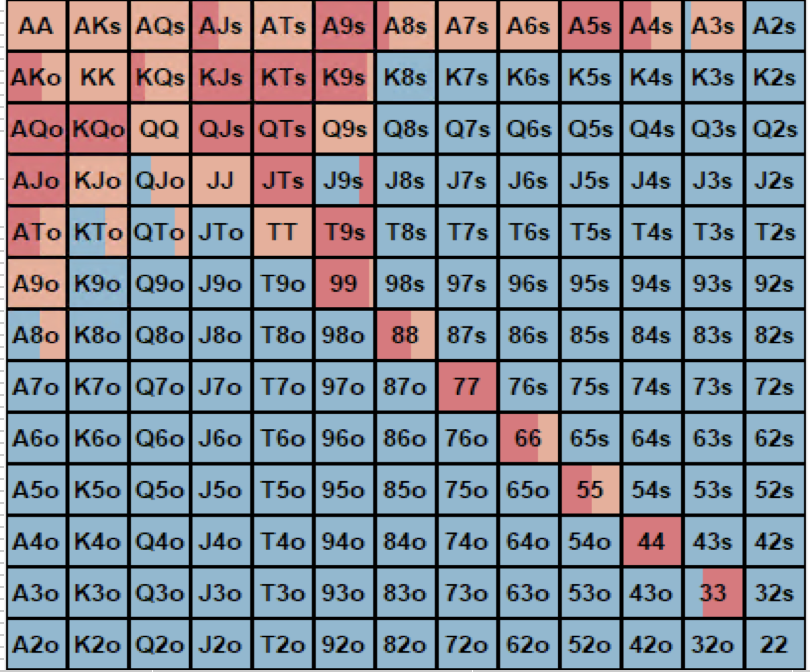 AA AKs AQs AJs ATs A9s A8s A7s A6s A5s A4s A3s A2s
AKo KK KQs KJs KTs K9s K8s K7s K6s K5s K4s K3s K2s
AQo KQo QQ QJs QTs Q9s Q8s Q7s Q6s Q5s Q4s Q3s Q2s
AJo KJo QJo JJ JTs J9s J8s J7s J6s J5s J4s J3s J2s
ATo KTo QTo JTo TT T9s T8s T7s T6s T5s T4s T3s T2s
A9o K9o Q9o J9o T9o 99 98s 97s 96s 95s 94s 93s 92s
A8o K8o Q8o J8o T8o 98o 88 87s 86s 85s 84s 83s 82s
A7o K7o Q7o J7o T7o 97o 87o 77 76s 75s 74s 73s 72s
A6o K6o Q6o J6o T6o 96o 86o 76o 66 65s 64s 63s 62s
A5o K5o Q5o J5o T5o 95o 85o 75o 65o 55 54s 53s 52s
A4o K4o Q4o J4o T4o 94o 84o 74o 64o 54o 44 43s 42s
A3o K3o Q3o J3o T3o 93o 83o 73o 63o 53o 43o 33 32s
A2o K2o Q2o J2o T2o 92o 82o 72o 62o 52o 42o 32o 22